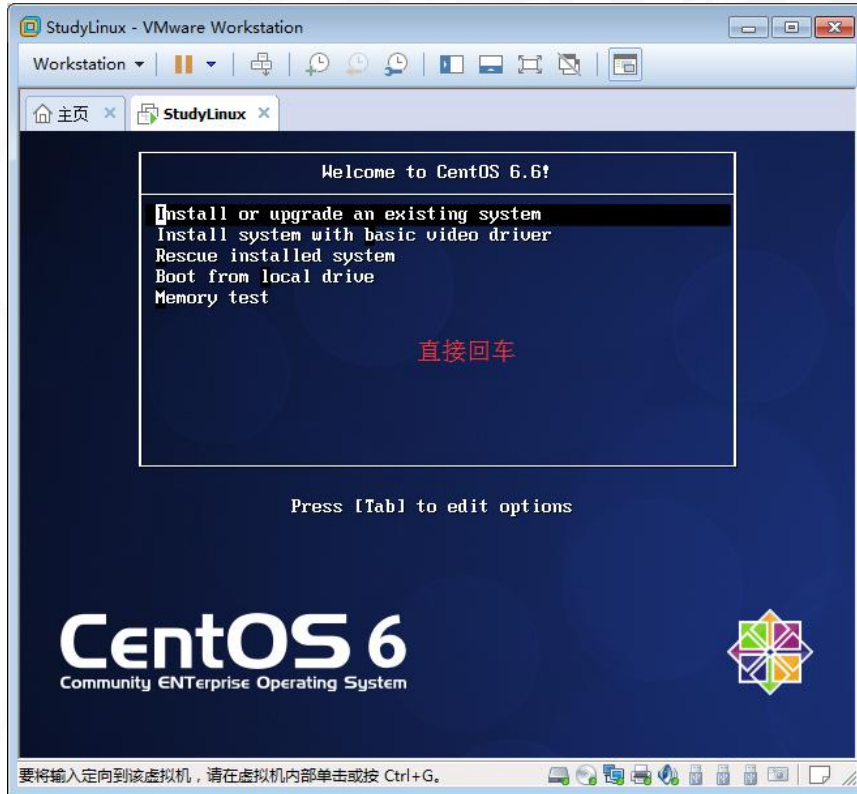 StudyLinux - VMware Workstation
Workstation
主页
StudyLinux
Welcome to CentOS 6.6!
Install or upgrade an existing system
Install system with basic video driver
Rescue installed system
Boot from local drive
Memory test
直接回车
Press [Tab] to edit options
CentOS 6
Community ENTerprise Operating System
要将输入定向到该虚拟机，请在虚拟机内部单击或按 Ctrl+G。